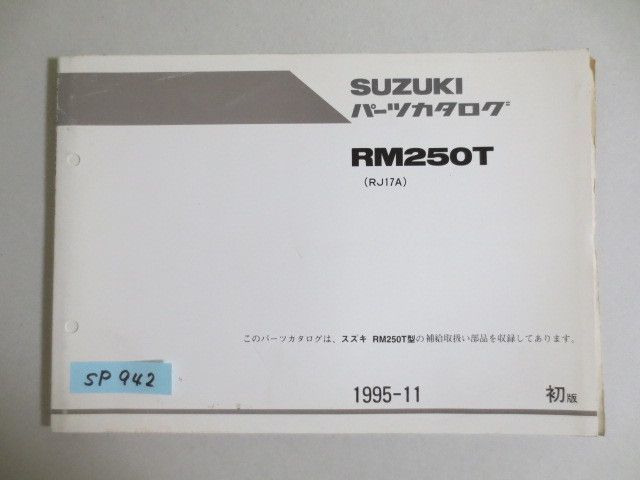 SUZUKI
パーツカタログ
RM250T
(RJ17A)
このパーツカタログは、スズキ RM250T型の補給取扱い部品を収録してあります。
SP 942
1995-11
初版